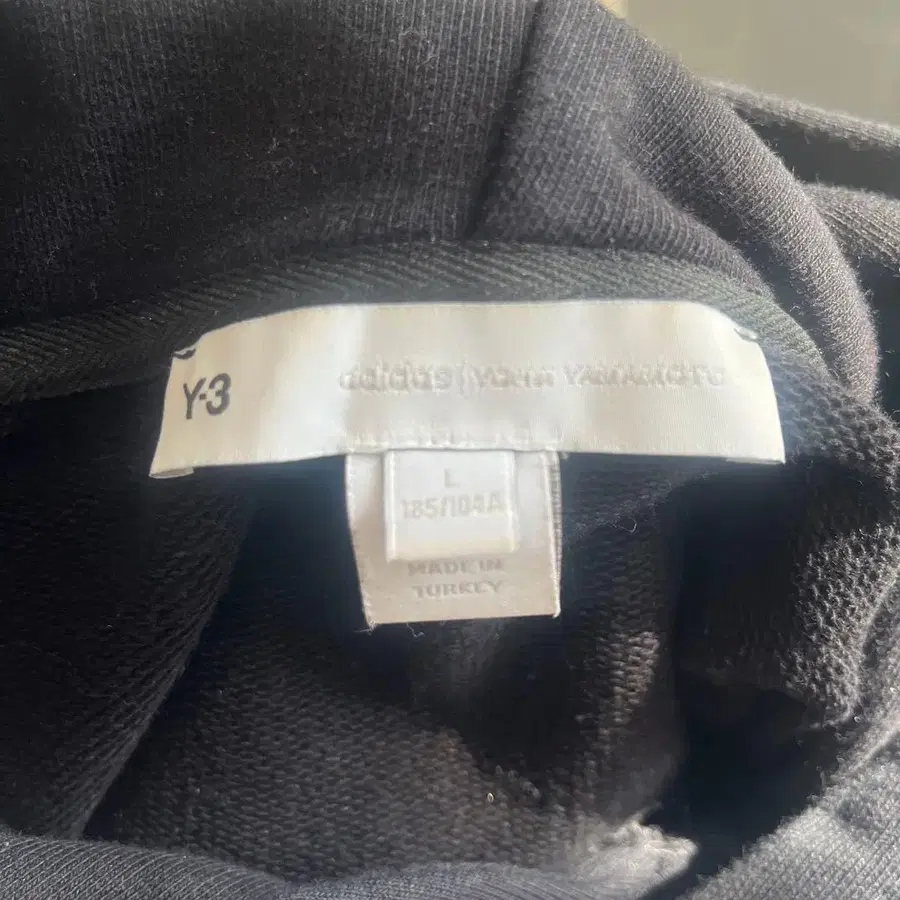 Y-3 adidas | YOHJI YAMAMOTO
L
185/104A
MADE IN
TURKEY